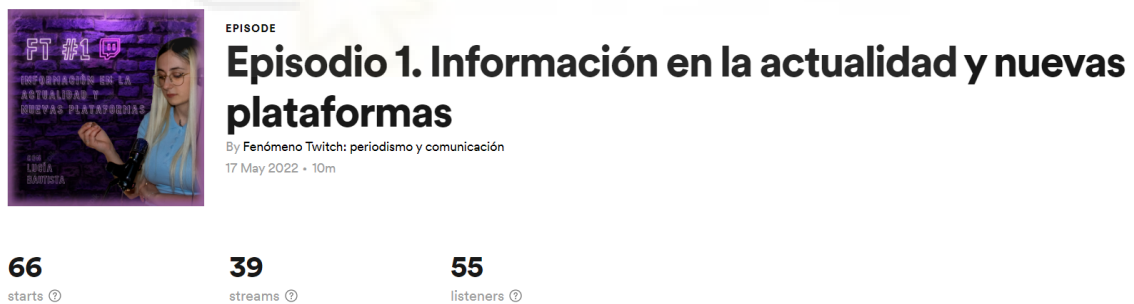 EPISODE
Episodio 1. Información en la actualidad y nuevas
plataformas
By Fenómeno Twitch: periodismo y comunicación
17 May 2022 • 10m
FT #1
INFORMACIÓN EN LA
ACTUALIDAD Y
NUEVAS PLATAFORMAS
CON
LUCÍA
BAUTISTA
66
starts ?
39
streams ?
55
listeners ?